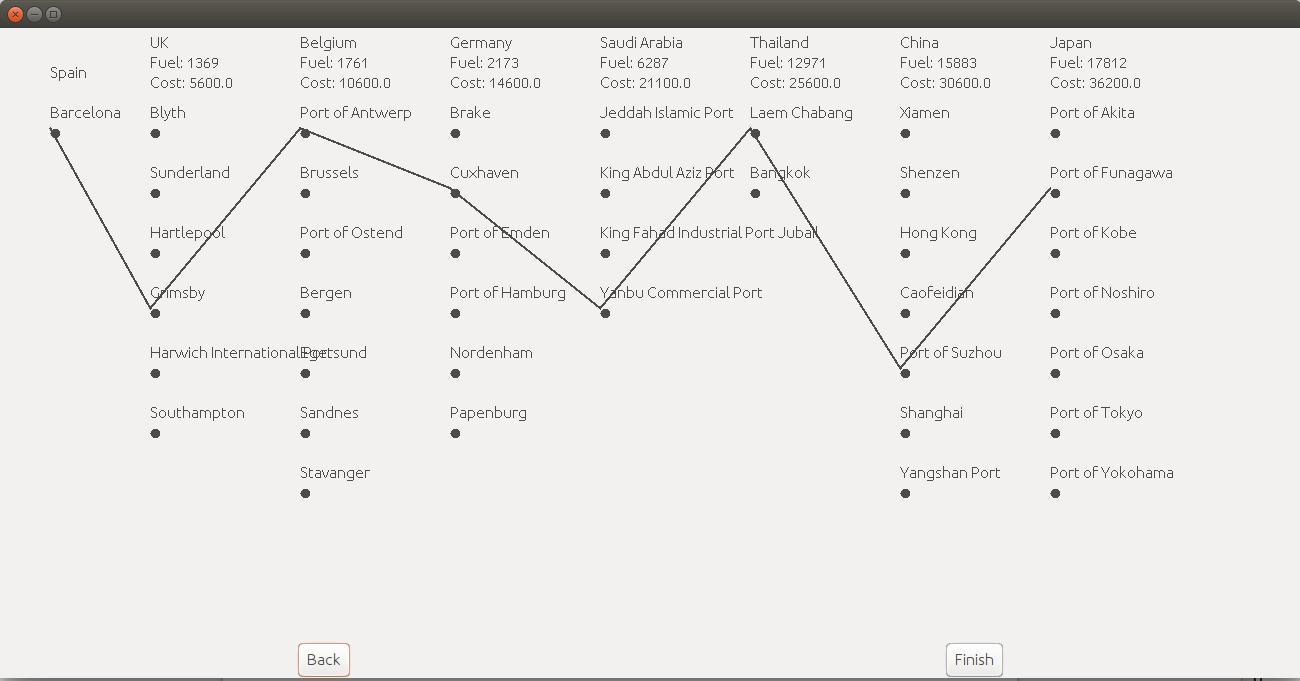 Spain
Barcelona
UK
Fuel: 1369
Cost: 5600.0
Blyth
Sunderland
Hartlepool
Grimsby
Harwich International Port
Southampton
Belgium
Fuel: 1761
Cost: 10600.0
Port of Antwerp
Brussels
Port of Ostend
Bergen
Egersund
Sandnes
Stavanger
Germany
Fuel: 2173
Cost: 14600.0
Brake
Cuxhaven
Port of Emden
Port of Hamburg
Nordenham
Papenburg
Saudi Arabia
Fuel: 6287
Cost: 21100.0
Jeddah Islamic Port
King Abdul Aziz Port
King Fahad Industrial Port Jubail
Yanbu Commercial Port
Thailand
Fuel: 12971
Cost: 25600.0
Laem Chabang
Bangkok
China
Fuel: 15883
Cost: 30600.0
Xiamen
Shenzen
Hong Kong
Caofeidian
Port of Suzhou
Shanghai
Yangshan Port
Japan
Fuel: 17812
Cost: 36200.0
Port of Akita
Port of Funagawa
Port of Kobe
Port of Noshiro
Port of Osaka
Port of Tokyo
Port of Yokohama
Back
Finish